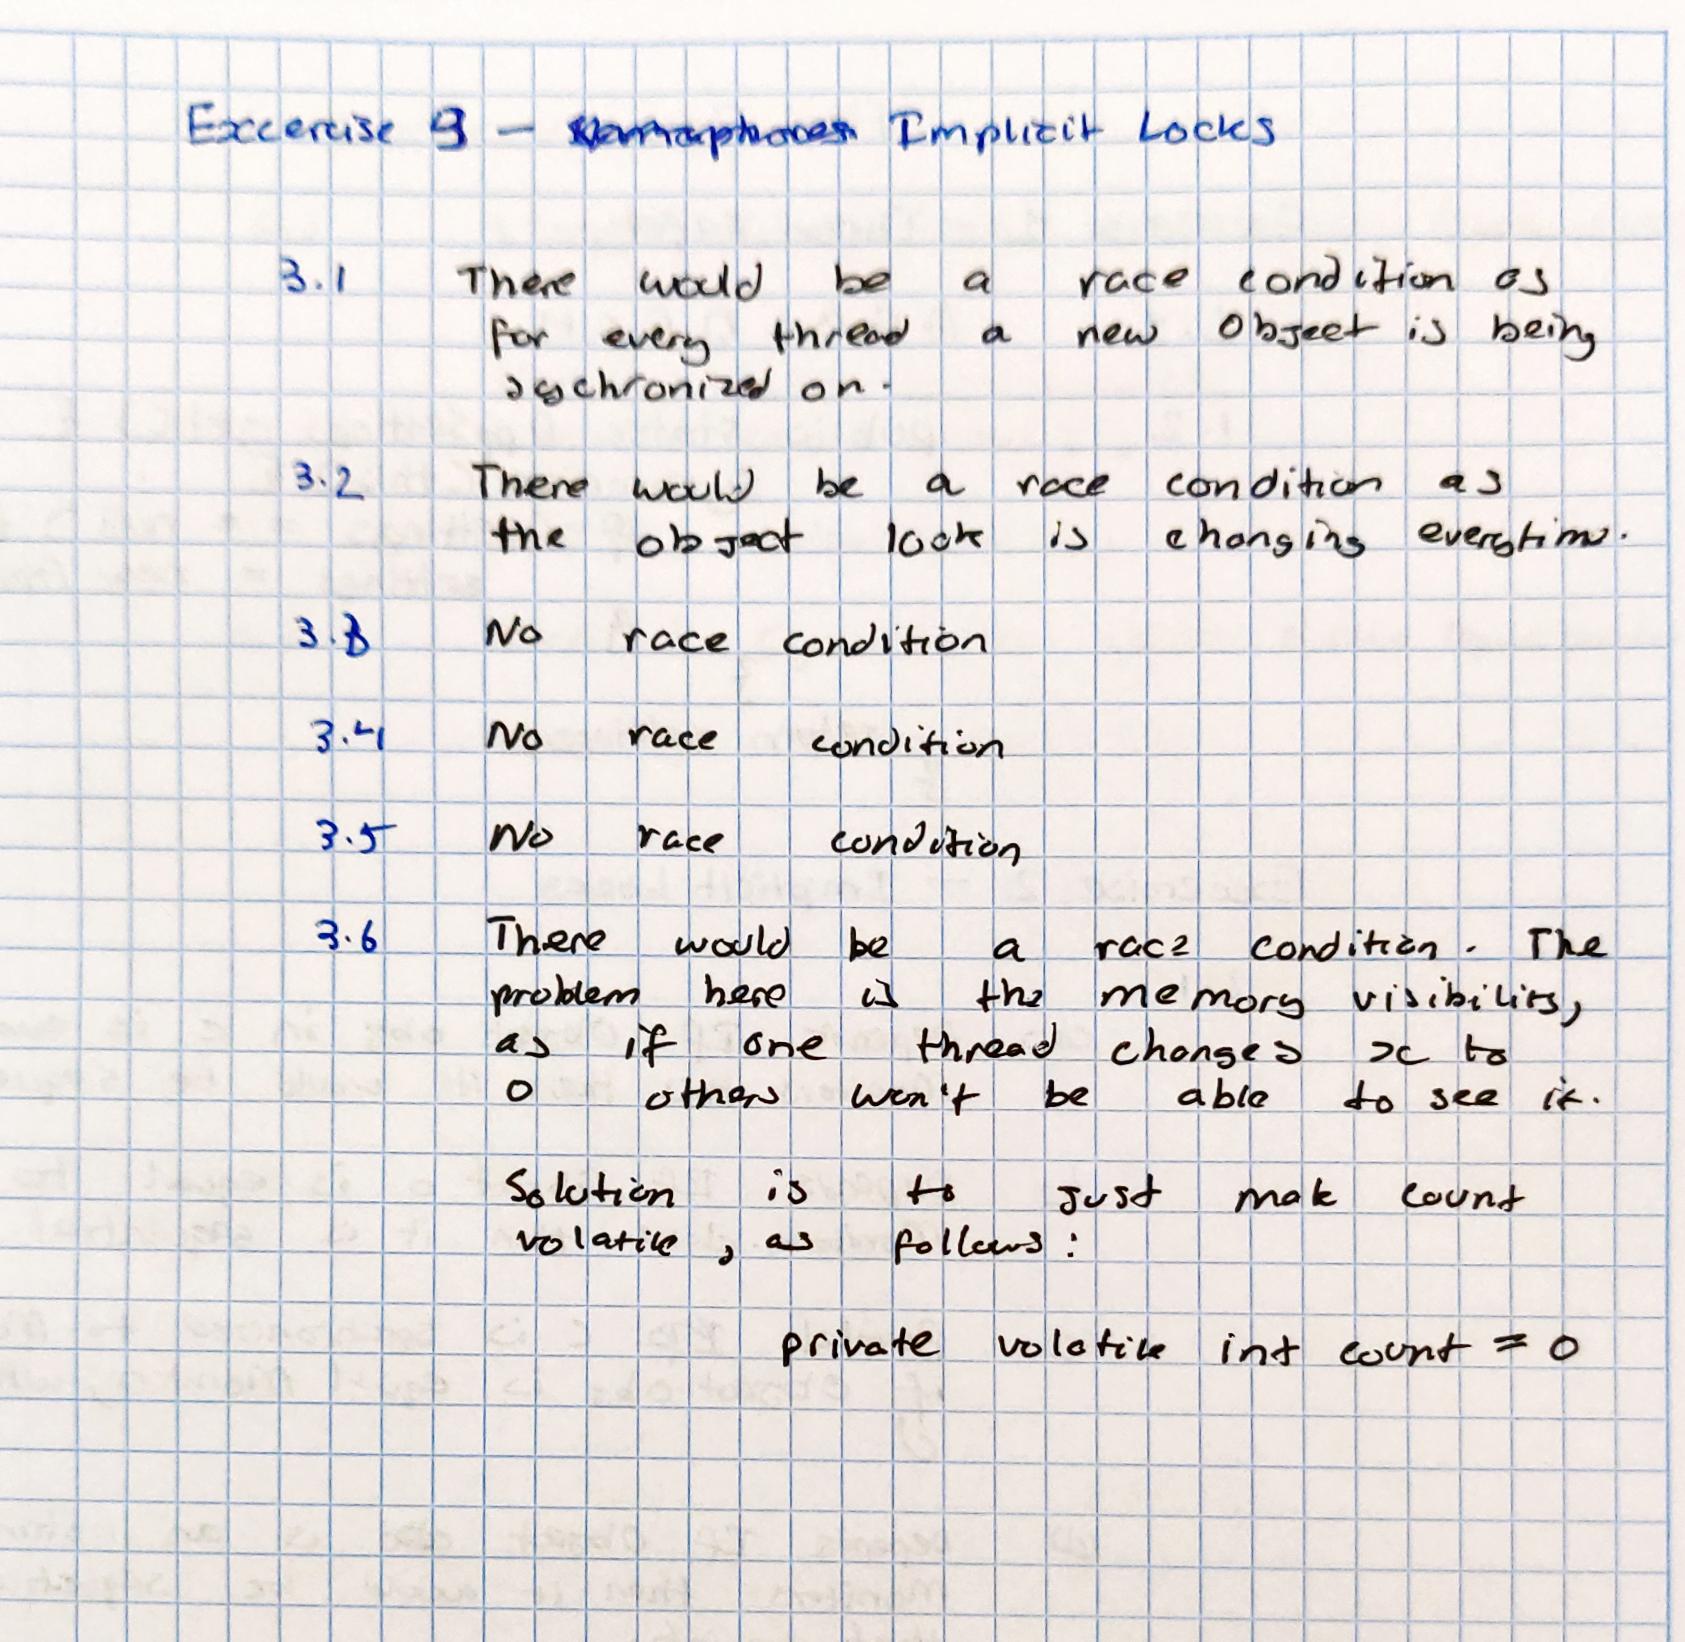 Excercise 3 – Implicit Locks
3.1 There would be a race condition as
for every thread a new Object is being
sychronized on.
3.2 There would be a race condition as
the object lock is changing everytime.
3.3 No race condition
3.4 No race condition
3.5 No race condition
3.6 There would be a race condition. The
problem here is the memory visibility,
as if one thread changes x to
0 others won't be able to see it.
Solution is to just mak count
volatile, as follows:
private volatile int count = 0